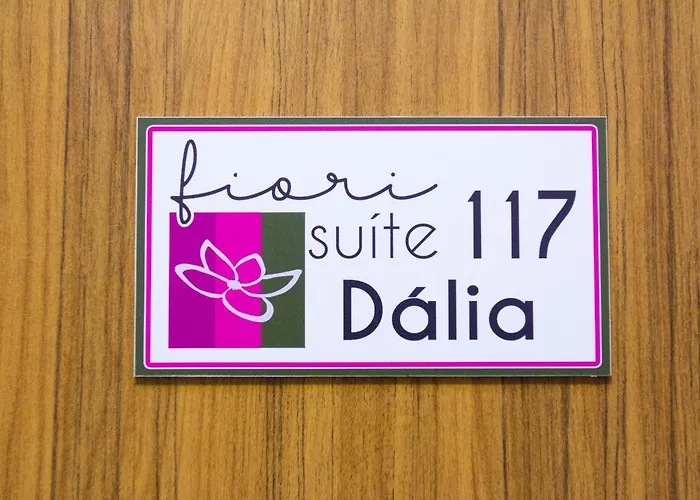 fiori
suíte 117
Dália